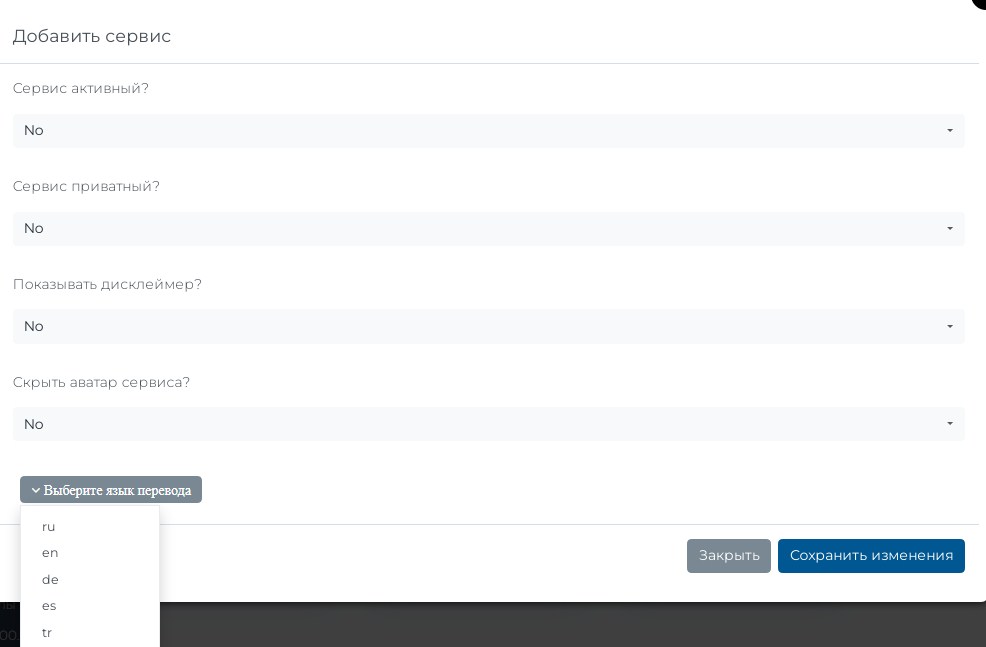 Добавить сервис
Сервис активный?
No
Сервис приватный?
No
Показывать дисклеймер?
No
Скрыть аватар сервиса?
No
Выберите язык перевода
ru
en
de
es
tr
Закрыть Сохранить изменения